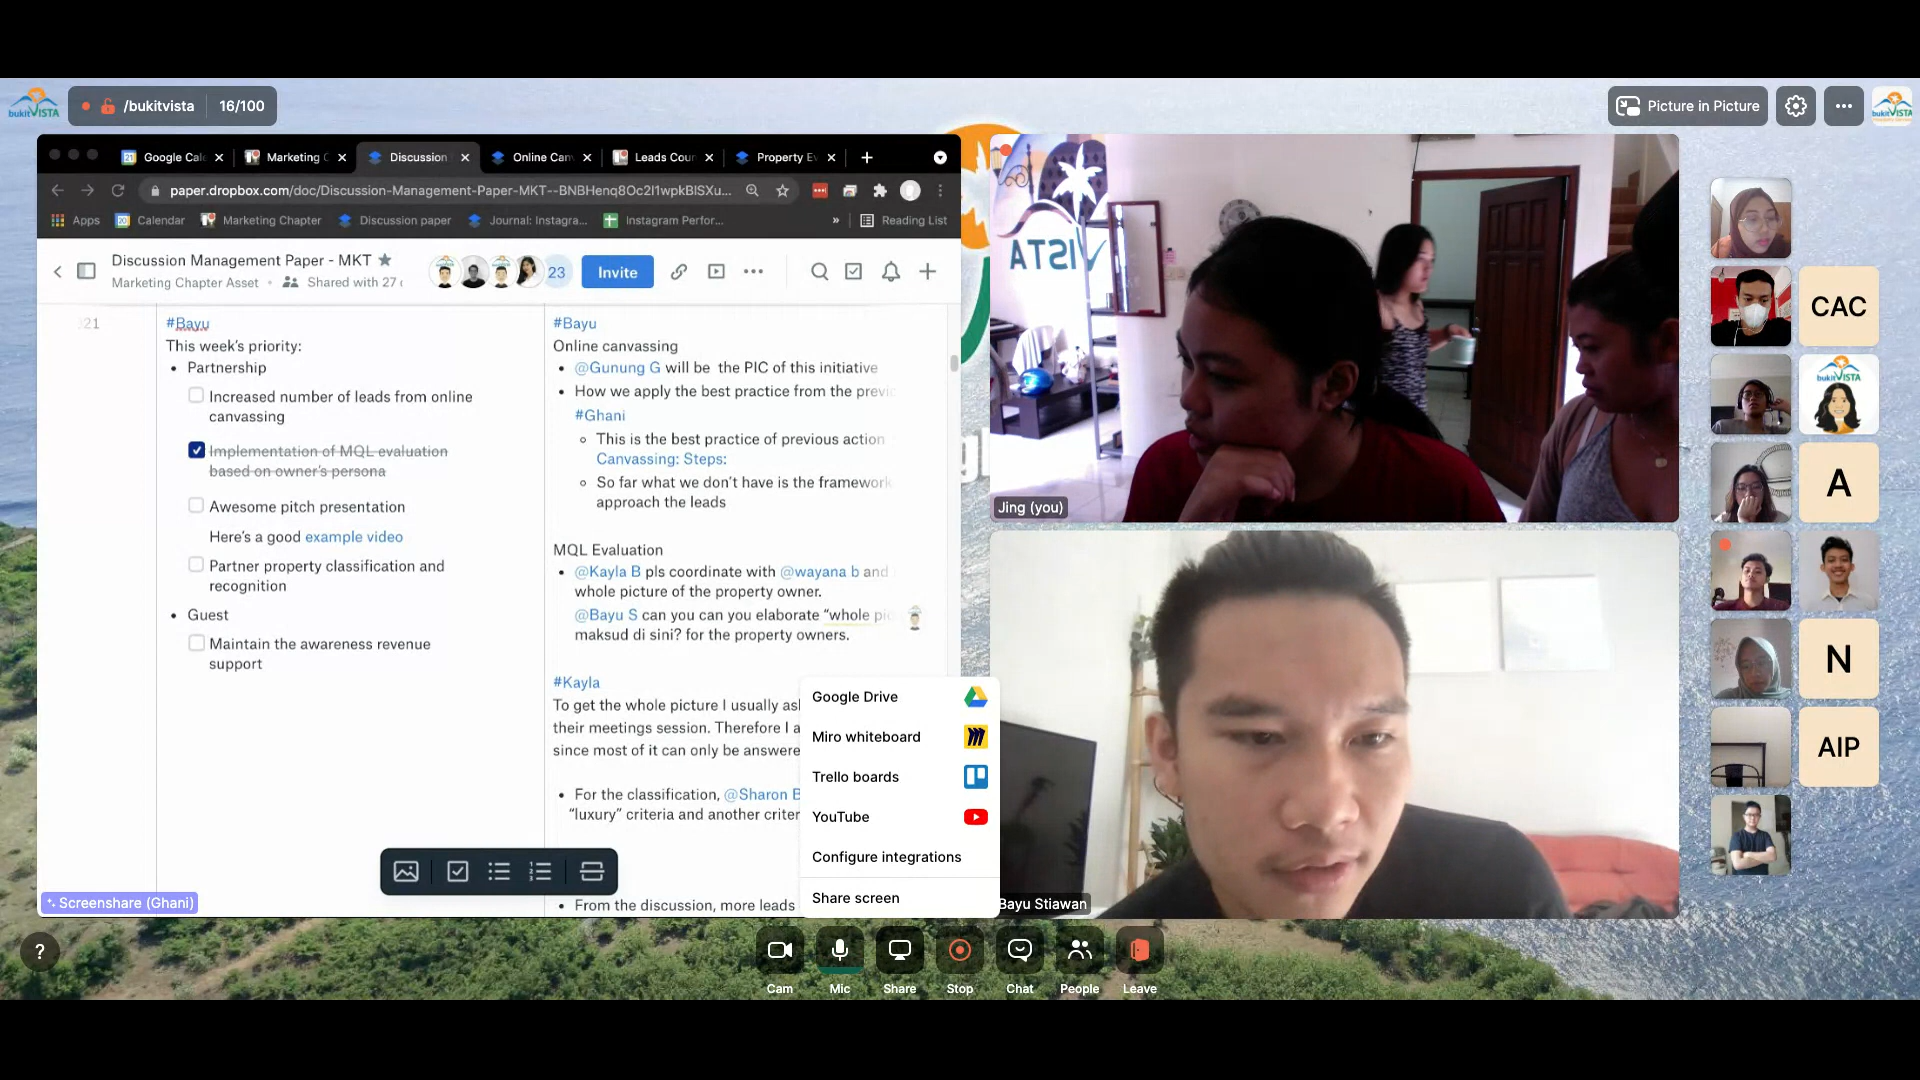 bukitVISTA
/bukitvista 16/100
Picture in Picture
bukitVISTA
Google Cal
Marketing C
Discussion
Online Can
Leads Cour
Property Ev
paper.dropbox.com/doc/Discussion-Management-Paper-MKT--BNBHenq8Oc2I1wpkBlSXu...
Apps
Calendar
Marketing Chapter
Discussion paper
Journal: Instagra...
Instagram Perfor...
»
Reading List
Discussion Management Paper - MKT
Marketing Chapter Asset • Shared with 27
23
Invite
21
#Bayu
This week's priority:
• Partnership
Increased number of leads from online
canvassing
Implementation of MQL evaluation
based on owner's persona
Awesome pitch presentation
Here's a good example video
Partner property classification and
recognition
• Guest
Maintain the awareness revenue
support
#Bayu
Online canvassing
• @Gunung G will be the PIC of this initiative
• How we apply the best practice from the previo
#Ghani
This is the best practice of previous action
Canvassing: Steps:
So far what we don't have is the framework
approach the leads
MQL Evaluation
• @Kayla B pls coordinate with @wayana b and
whole picture of the property owner.
@Bayu S can you can you elaborate "whole pic
maksud di sini? for the property owners.
#Kayla
To get the whole picture I usually as
their meetings session. Therefore I a
since most of it can only be answere
• For the classification, @Sharon B
"luxury" criteria and another criter
• From the discussion, more leads
Screenshare (Ghani)
Google Drive
Miro whiteboard
Trello boards
YouTube
Configure integrations
Share screen
VISTA
Jing (you)
Bayu Stiawan
CAC
bukitVISTA
A
N
AIP
?
Cam
Mic
Share
Stop
Chat
People
Leave